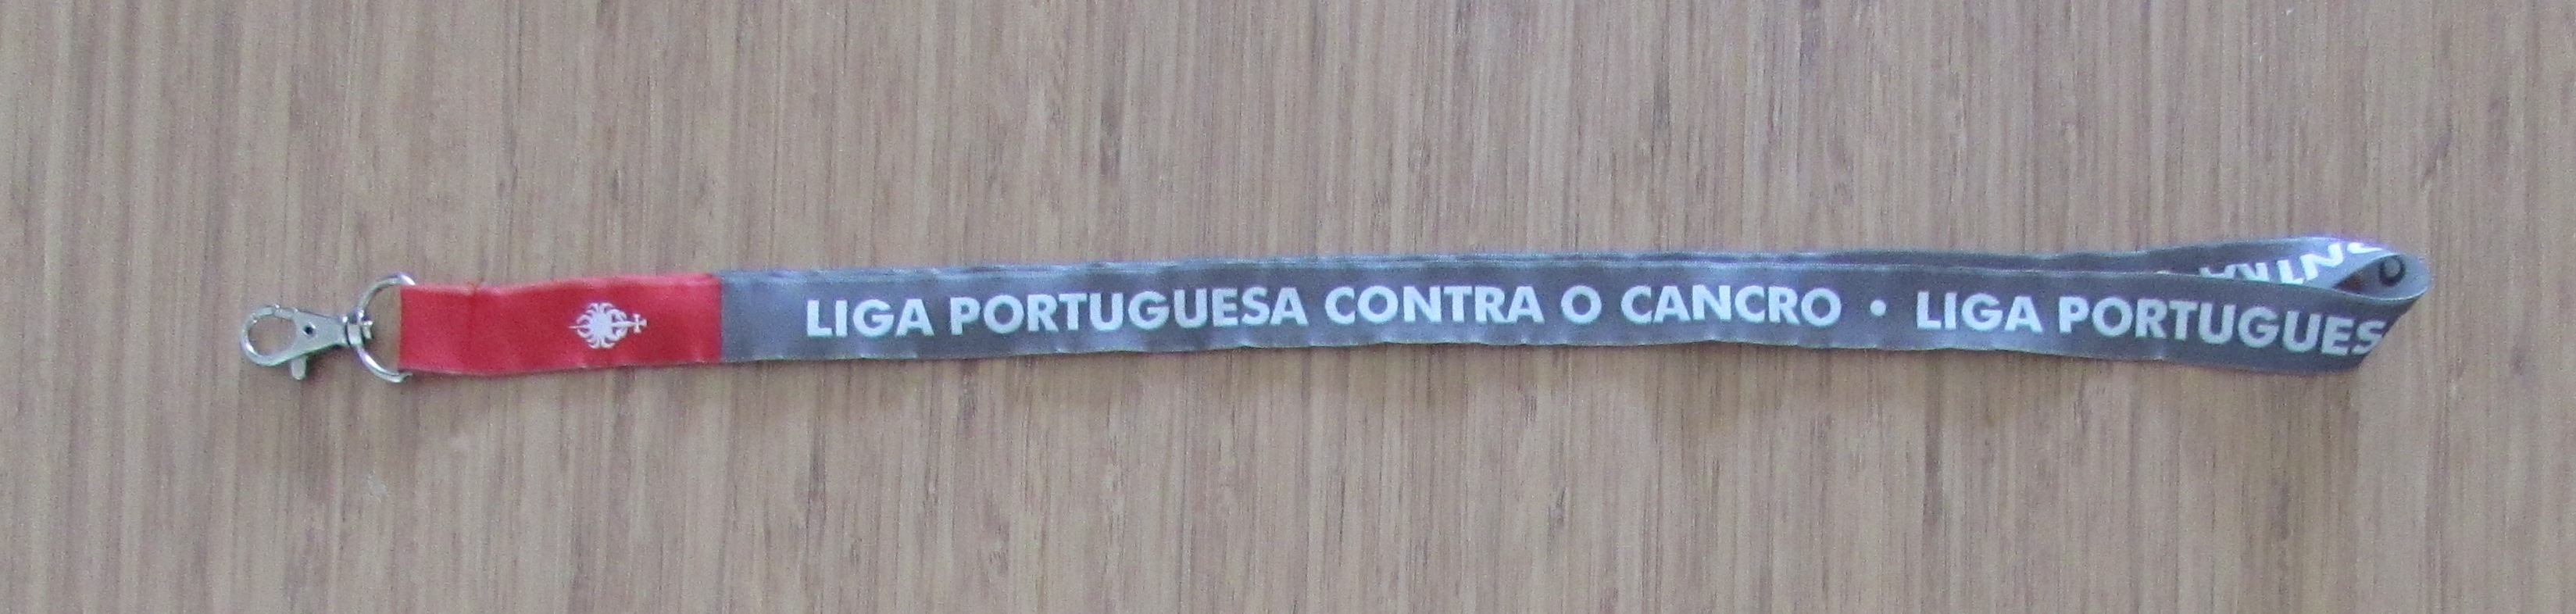 LIGA PORTUGUESA CONTRA O CANCRO • LIGA PORTUGUES